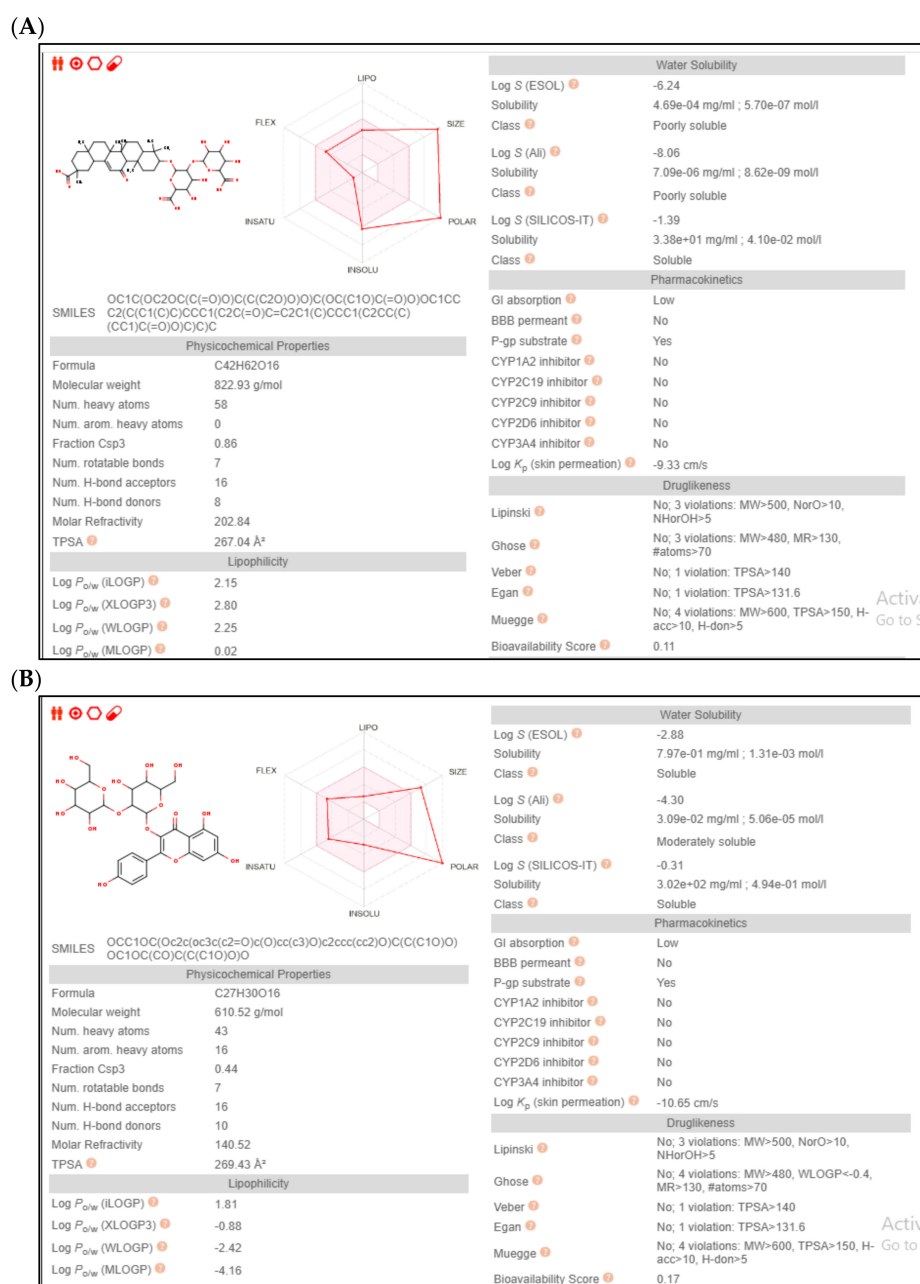 (A)
LIPO
FLEX
SIZE
INSATU
POLAR
INSOLU
SMILES OC1C(OC2OC(C(=O)O)C(C(C2O)O)O)C(OC(C1O)C(=O)O)OC1CC
C2(C(C1(C)C)CCC1(C2C(=O)C=C2C1(C)CCC1(C2CC(C)
(CC1)C(=O)O)C)C)C
Physicochemical Properties
Formula C42H62O16
Molecular weight 822.93 g/mol
Num. heavy atoms 58
Num. arom. heavy atoms 0
Fraction Csp3 0.86
Num. rotatable bonds 7
Num. H-bond acceptors 16
Num. H-bond donors 8
Molar Refractivity 202.84
TPSA ? 267.04 Å²
Lipophilicity
Log Po/w (iLOGP) ? 2.15
Log Po/w (XLOGP3) ? 2.80
Log Po/w (WLOGP) ? 2.25
Log Po/w (MLOGP) ? 0.02
Water Solubility
Log S (ESOL) ? -6.24
Solubility 4.69e-04 mg/ml ; 5.70e-07 mol/l
Class ? Poorly soluble
Log S (Ali) ? -8.06
Solubility 7.09e-06 mg/ml ; 8.62e-09 mol/l
Class ? Poorly soluble
Log S (SILICOS-IT) ? -1.39
Solubility 3.38e+01 mg/ml ; 4.10e-02 mol/l
Class ? Soluble
Pharmacokinetics
GI absorption ? Low
BBB permeant ? No
P-gp substrate ? Yes
CYP1A2 inhibitor ? No
CYP2C19 inhibitor ? No
CYP2C9 inhibitor ? No
CYP2D6 inhibitor ? No
CYP3A4 inhibitor ? No
Log Kp (skin permeation) ? -9.33 cm/s
Druglikeness
Lipinski ? No; 3 violations: MW>500, NorO>10,
NHorOH>5
Ghose ? No; 3 violations: MW>480, MR>130,
#atoms>70
Veber ? No; 1 violation: TPSA>140
Egan ? No; 1 violation: TPSA>131.6
Muegge ? No; 4 violations: MW>600, TPSA>150, H-
acc>10, H-don>5
Bioavailability Score ? 0.11
Activa
Go to S
(B)
LIPO
FLEX
SIZE
INSATU
POLAR
INSOLU
SMILES OCC1OC(Oc2c(oc3c(c2=O)c(O)cc(c3)O)c2ccc(cc2)O)C(C(C1O)O)
OC1OC(CO)C(C(C1O)O)O
Physicochemical Properties
Formula C27H30O16
Molecular weight 610.52 g/mol
Num. heavy atoms 43
Num. arom. heavy atoms 16
Fraction Csp3 0.44
Num. rotatable bonds 7
Num. H-bond acceptors 16
Num. H-bond donors 10
Molar Refractivity 140.52
TPSA ? 269.43 Å²
Lipophilicity
Log Po/w (iLOGP) ? 1.81
Log Po/w (XLOGP3) ? -0.88
Log Po/w (WLOGP) ? -2.42
Log Po/w (MLOGP) ? -4.16
Water Solubility
Log S (ESOL) ? -2.88
Solubility 7.97e-01 mg/ml ; 1.31e-03 mol/l
Class ? Soluble
Log S (Ali) ? -4.30
Solubility 3.09e-02 mg/ml ; 5.06e-05 mol/l
Class ? Moderately soluble
Log S (SILICOS-IT) ? -0.31
Solubility 3.02e+02 mg/ml ; 4.94e-01 mol/l
Class ? Soluble
Pharmacokinetics
GI absorption ? Low
BBB permeant ? No
P-gp substrate ? Yes
CYP1A2 inhibitor ? No
CYP2C19 inhibitor ? No
CYP2C9 inhibitor ? No
CYP2D6 inhibitor ? No
CYP3A4 inhibitor ? No
Log Kp (skin permeation) ? -10.65 cm/s
Druglikeness
Lipinski ? No; 3 violations: MW>500, NorO>10,
NHorOH>5
Ghose ? No; 4 violations: MW>480, WLOGP<-0.4,
MR>130, #atoms>70
Veber ? No; 1 violation: TPSA>140
Egan ? No; 1 violation: TPSA>131.6
Muegge ? No; 4 violations: MW>600, TPSA>150, H-
acc>10, H-don>5
Bioavailability Score ? 0.17
Activ
Go to